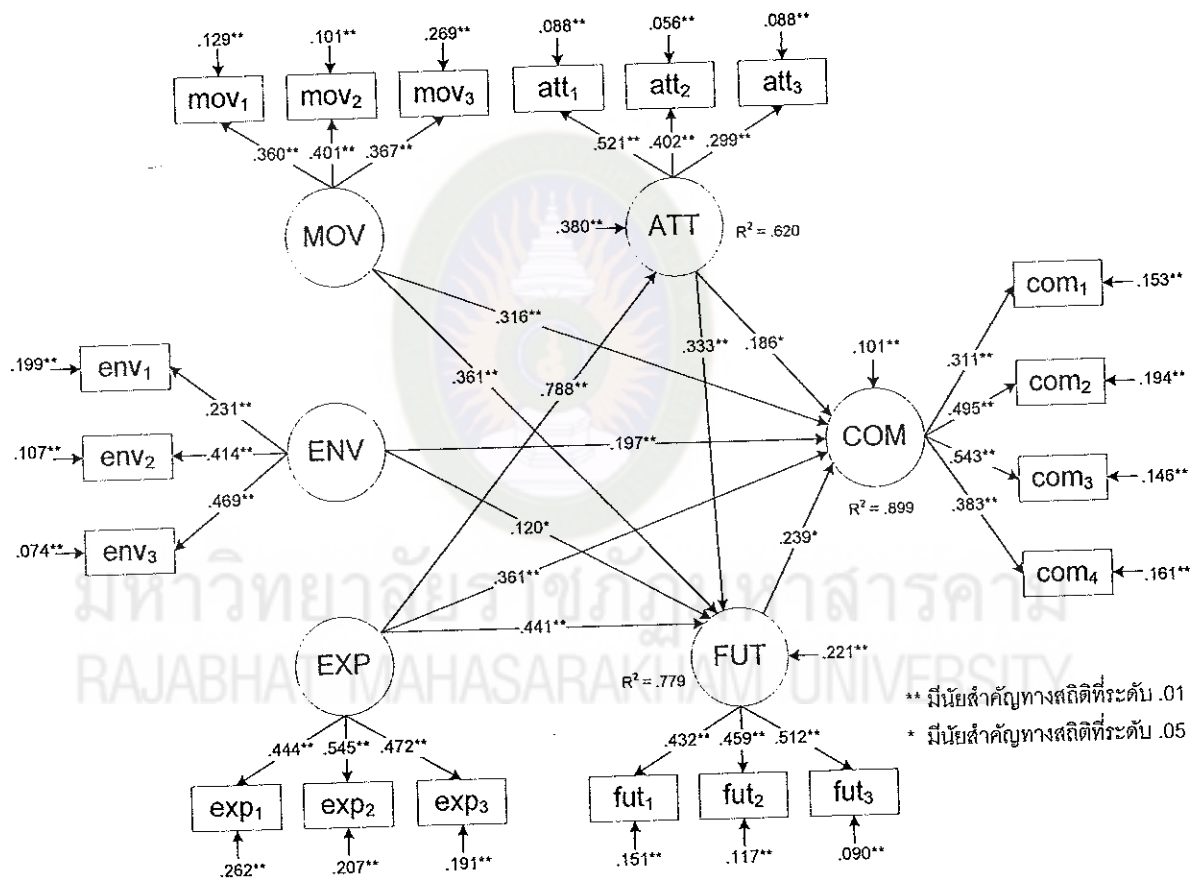 .129** .101** .269** .088** .056** .088**
mov₁ mov₂ mov₃ att₁ att₂ att₃
.360** .401** .367** .521** .402** .299**
MOV .380** ATT R² = .620
com₁ .153**
.316** .333** .186* .101** .311**
.199** env₁ .361** .788** com₂ .194**
.231** .495**
.107** env₂ .414** ENV .197** COM .543** com₃ .146**
.469** R² = .899 .383**
.074** env₃ .120* .239* com₄ .161**
มหาวิทยาลัยราชภัฏมหาสารคาม
.361**
.441**
EXP FUT .221**
R² = .779
RAJABHAT MAHASARAKHAM UNIVERSITY
** มีนัยสำคัญทางสถิติที่ระดับ .01
* มีนัยสำคัญทางสถิติที่ระดับ .05
.444** .545** .472** .432** .459** .512**
exp₁ exp₂ exp₃ fut₁ fut₂ fut₃
.262** .207** .191** .151** .117** .090**